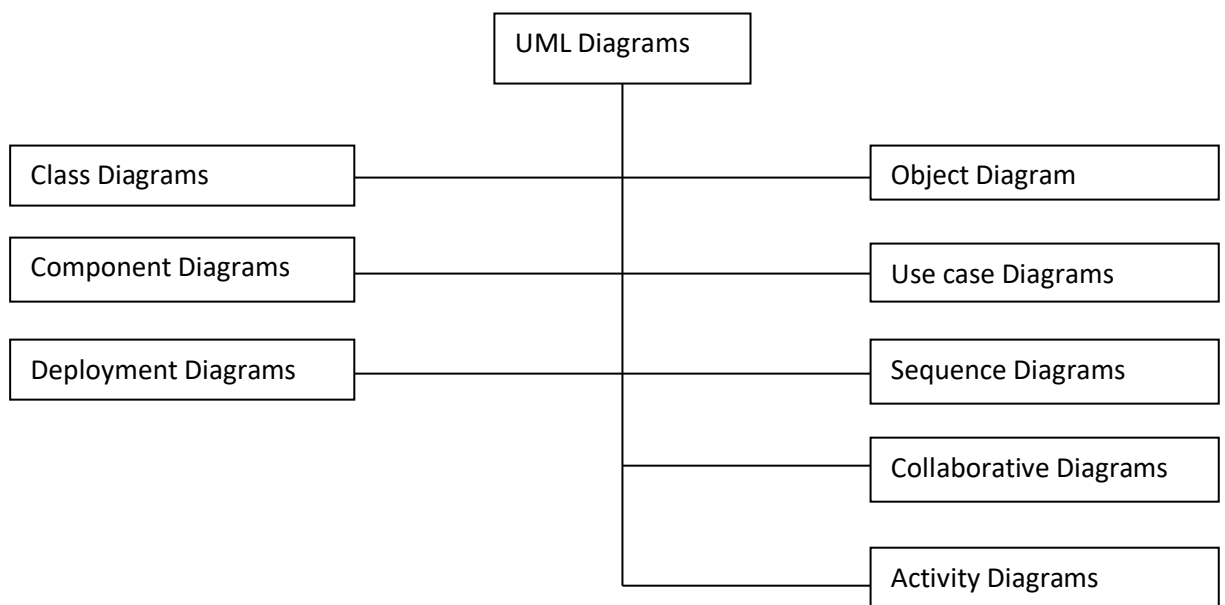 UML Diagrams
Class Diagrams
Object Diagram
Component Diagrams
Use case Diagrams
Deployment Diagrams
Sequence Diagrams
Collaborative Diagrams
Activity Diagrams